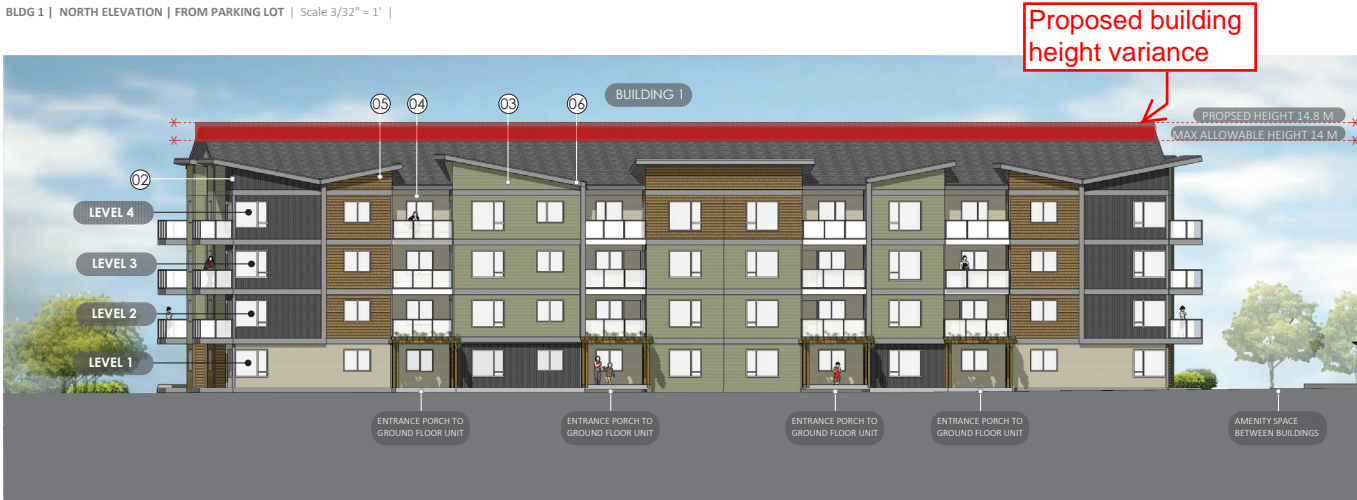 BLDG 1 | NORTH ELEVATION | FROM PARKING LOT | Scale 3/32" = 1' |
Proposed building
height variance
BUILDING 1
05
04
03
06
PROPSED HEIGHT 14.8 M
MAX ALLOWABLE HEIGHT 14 M
02
LEVEL 4
LEVEL 3
LEVEL 2
LEVEL 1
ENTRANCE PORCH TO
GROUND FLOOR UNIT
ENTRANCE PORCH TO
GROUND FLOOR UNIT
ENTRANCE PORCH TO
GROUND FLOOR UNIT
ENTRANCE PORCH TO
GROUND FLOOR UNIT
AMENITY SPACE
BETWEEN BUILDINGS